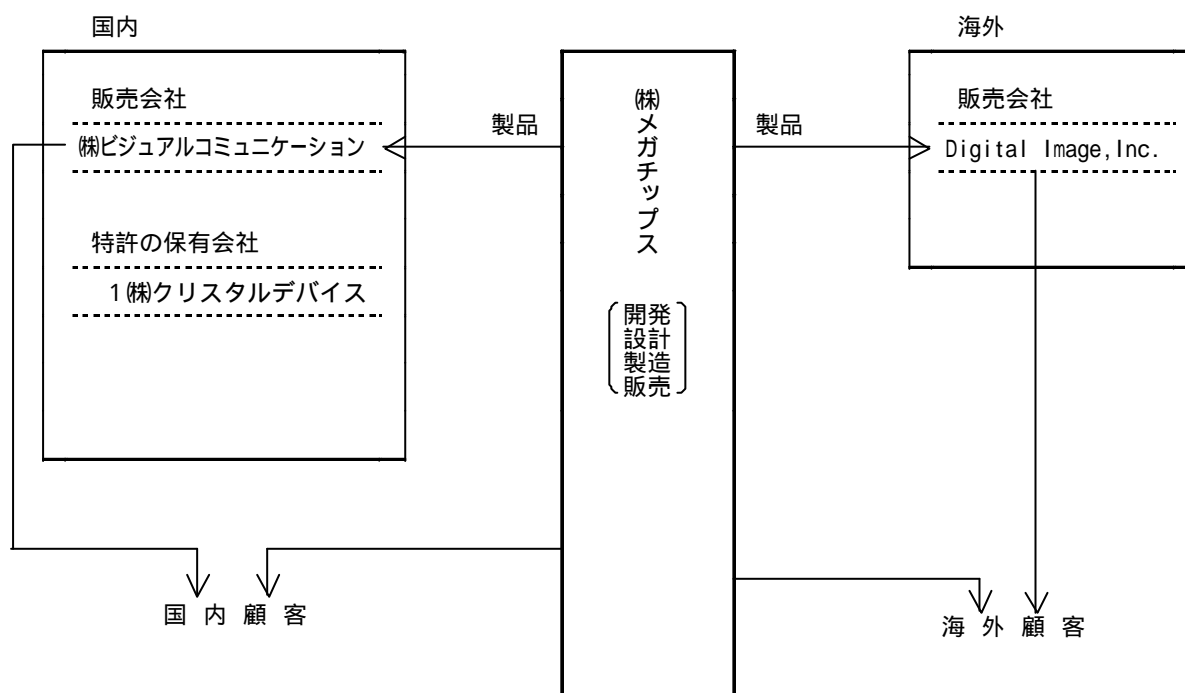 国内
海外
販売会社
㈱ビジュアルコミュニケーション
特許の保有会社
1㈱クリスタルデバイス
製品
㈱メガチップス
開発
設計
製造
販売
製品
販売会社
Digital Image,Inc.
国内顧客
海外顧客